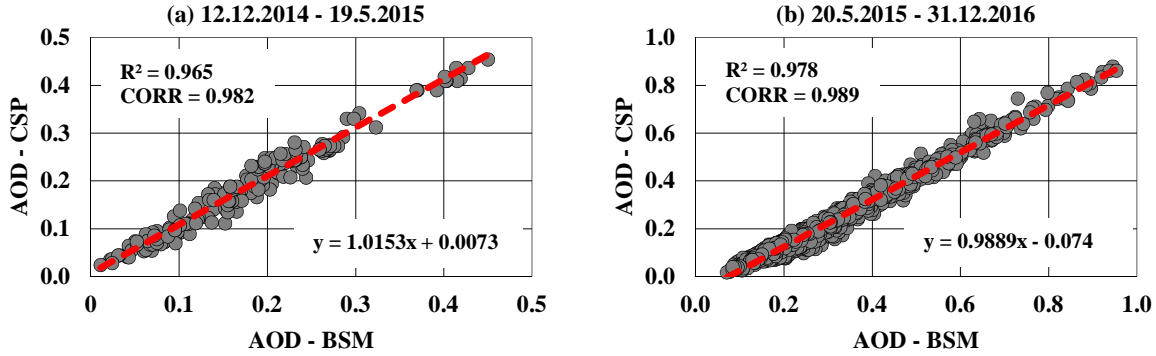 (a) 12.12.2014 - 19.5.2015
0.5
0.4
0.3
0.2
0.1
0.0
AOD - CSP
R² = 0.965
CORR = 0.982
y = 1.0153x + 0.0073
0
0.1
0.2
0.3
0.4
0.5
AOD - BSM
(b) 20.5.2015 - 31.12.2016
1.0
0.8
0.6
0.4
0.2
0.0
AOD - CSP
R² = 0.978
CORR = 0.989
y = 0.9889x - 0.074
0.0
0.2
0.4
0.6
0.8
1.0
AOD - BSM